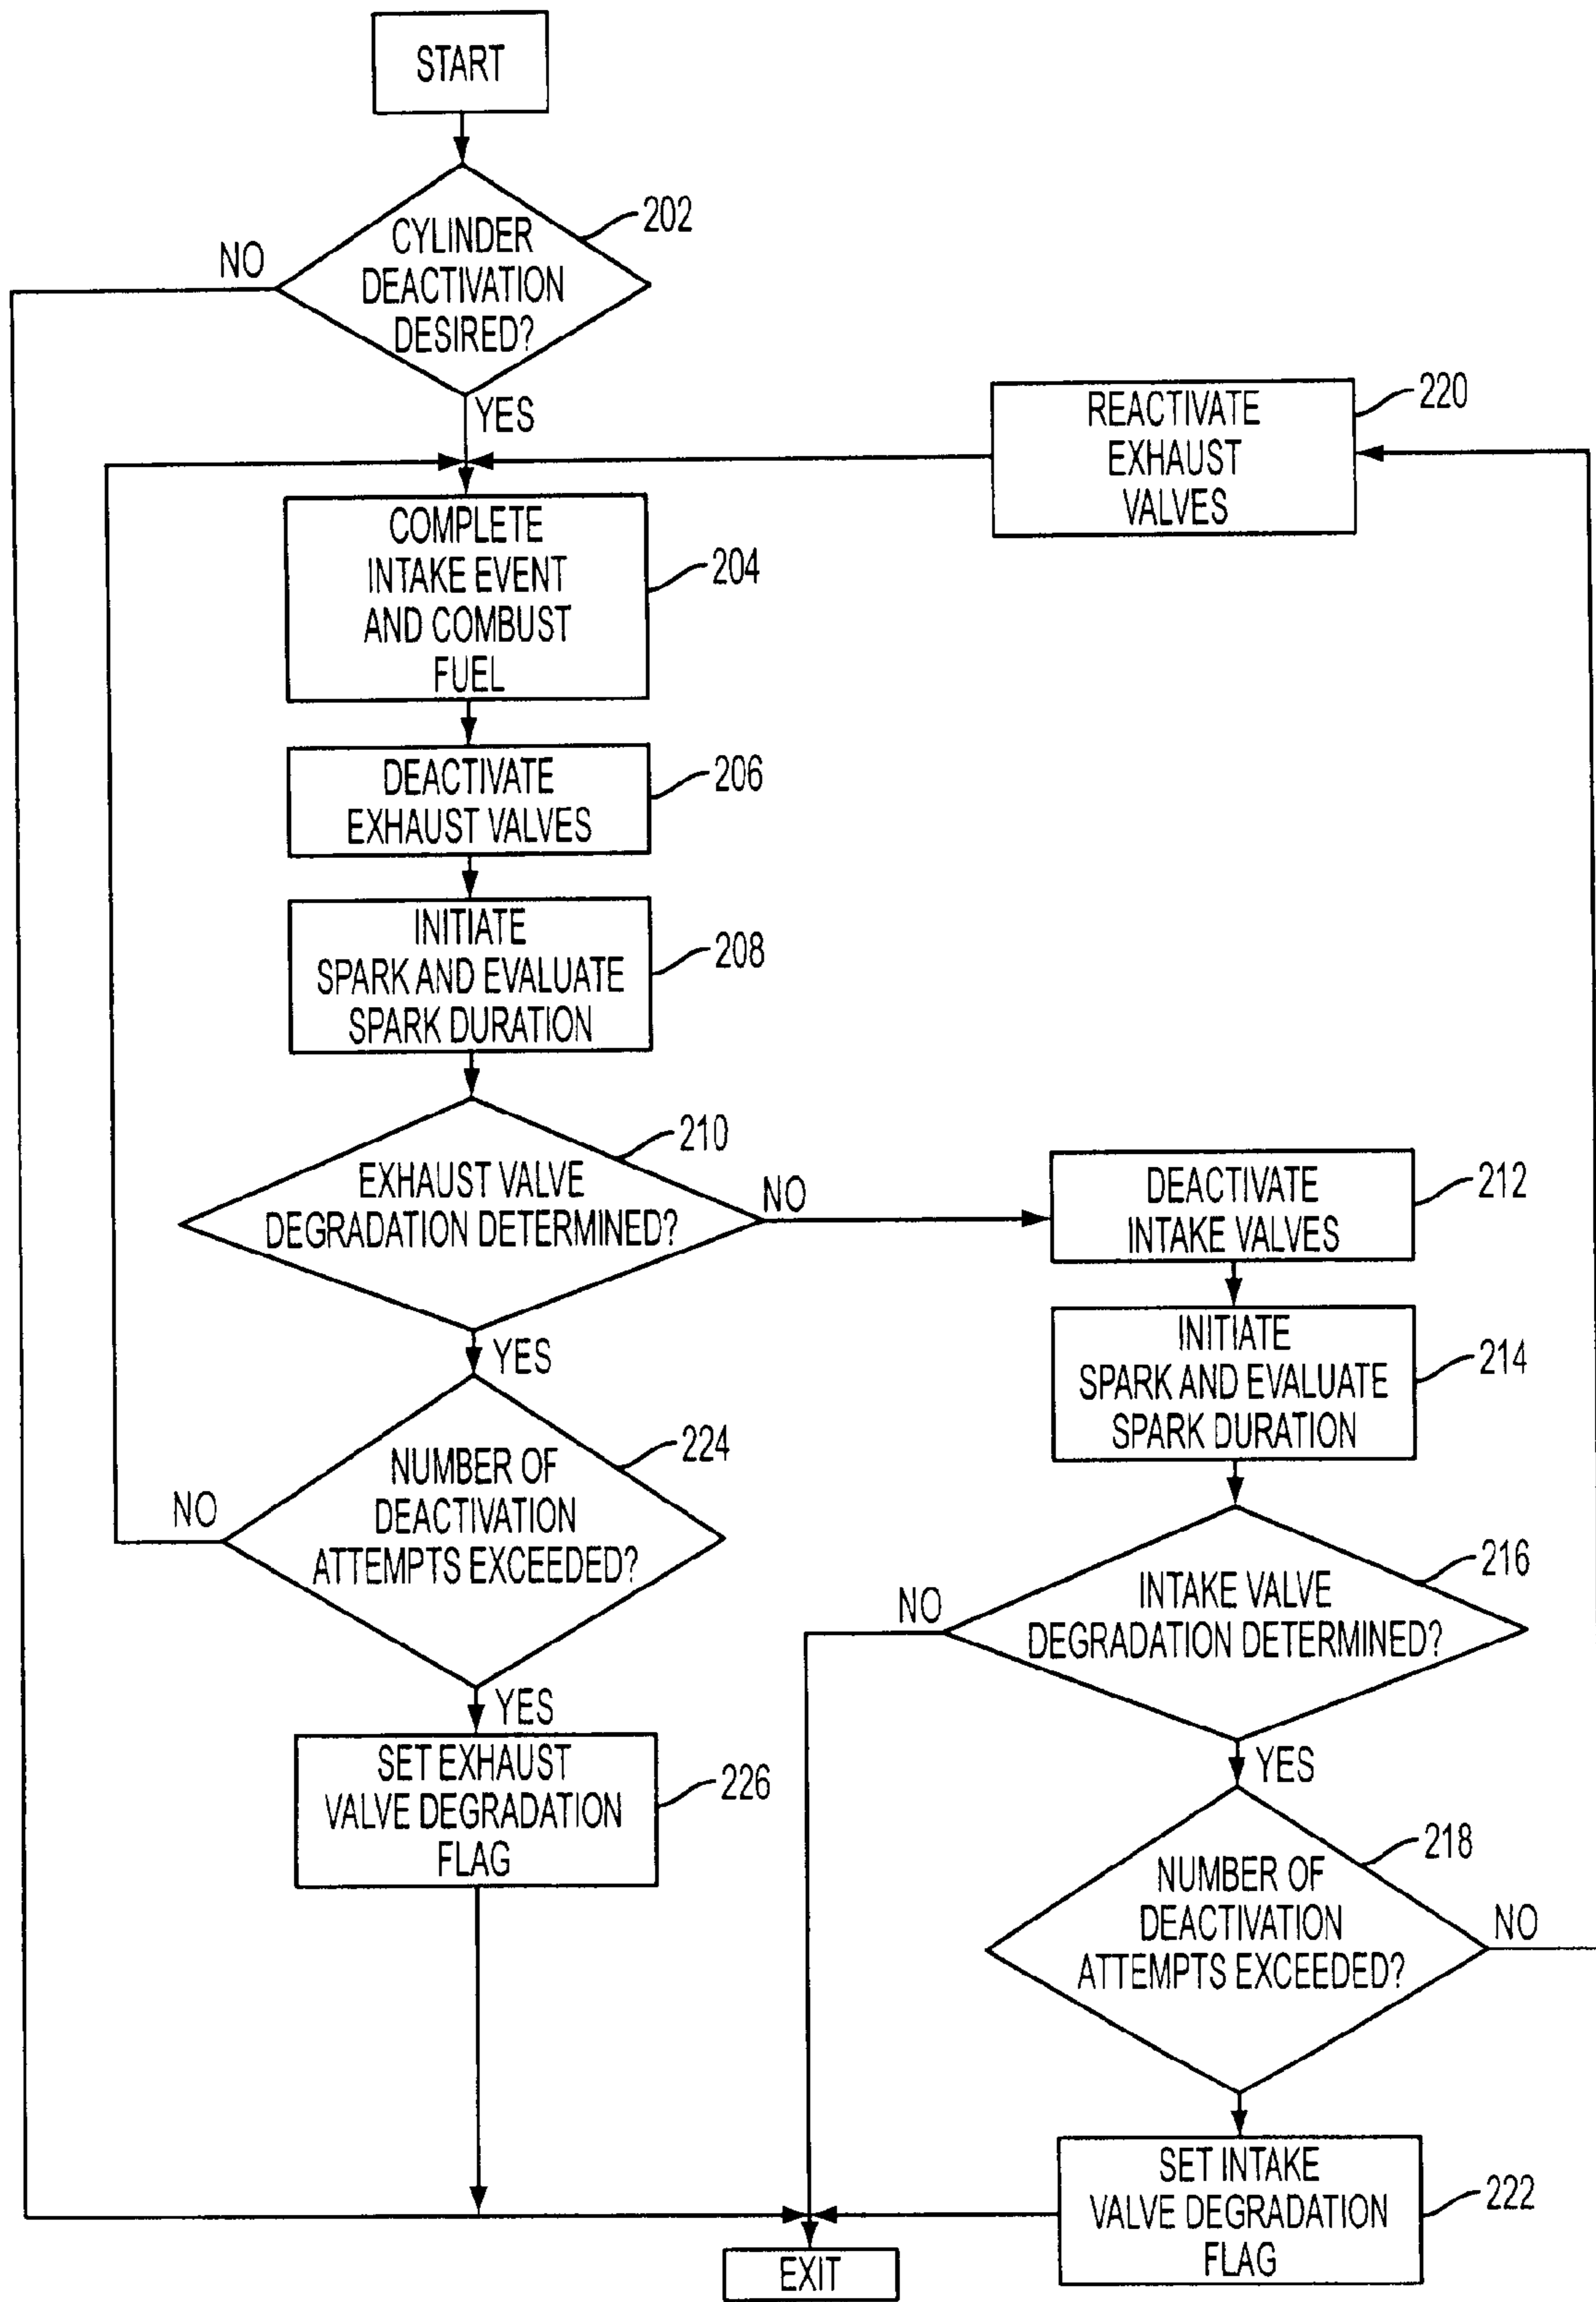 START
CYLINDER
DEACTIVATION
DESIRED?
202
NO
YES
REACTIVATE
EXHAUST
VALVES
220
COMPLETE
INTAKE EVENT
AND COMBUST
FUEL
204
DEACTIVATE
EXHAUST VALVES
206
INITIATE
SPARK AND EVALUATE
SPARK DURATION
208
EXHAUST VALVE
DEGRADATION DETERMINED?
210
NO
YES
DEACTIVATE
INTAKE VALVES
212
INITIATE
SPARK AND EVALUATE
SPARK DURATION
214
NUMBER OF
DEACTIVATION
ATTEMPTS EXCEEDED?
224
NO
YES
INTAKE VALVE
DEGRADATION DETERMINED?
216
NO
YES
SET EXHAUST
VALVE DEGRADATION
FLAG
226
NUMBER OF
DEACTIVATION
ATTEMPTS EXCEEDED?
218
NO
SET INTAKE
VALVE DEGRADATION
FLAG
222
EXIT